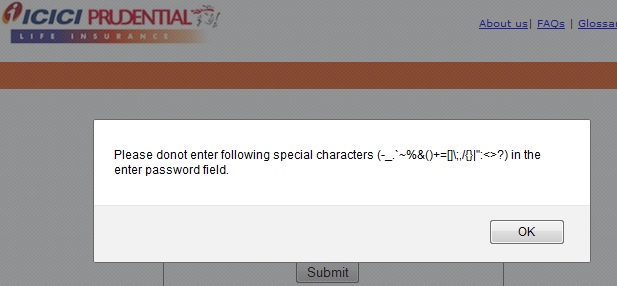 ICICI PRUDENTIAL
LIFE INSURANCE
About us| FAQs | Glossar
Please donot enter following special characters (-_.`~%&()+=[]\;,/{}|":<>?) in the
enter password field.
OK
Submit